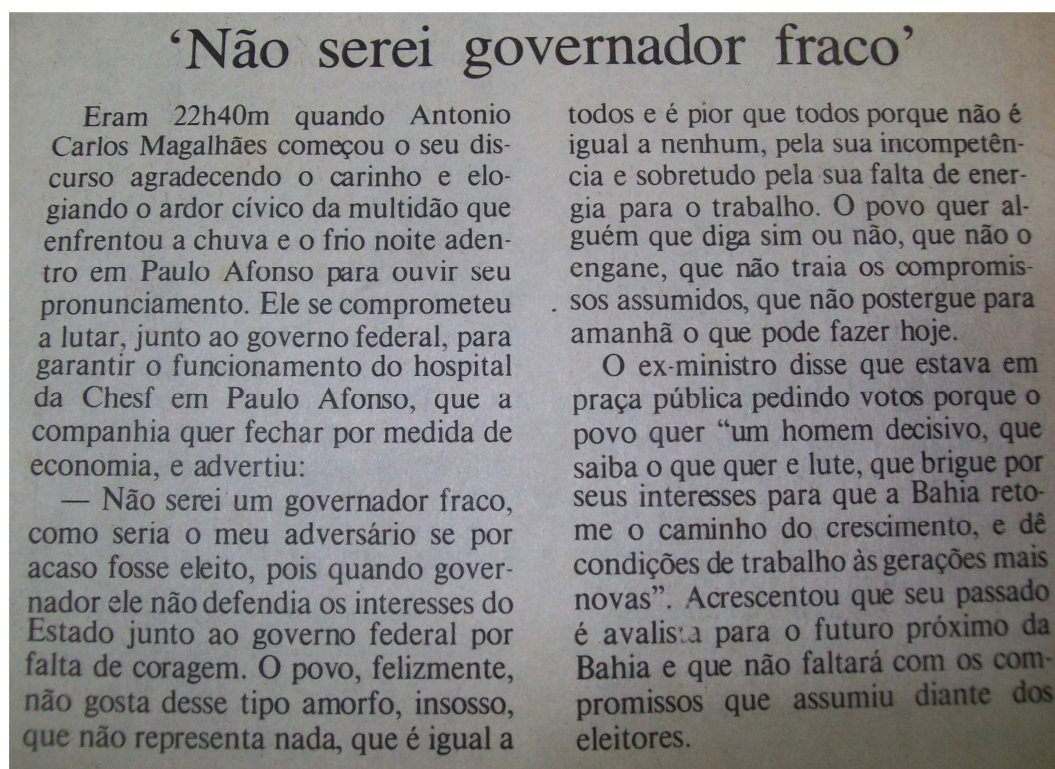 ‘Não serei governador fraco’
Eram 22h40m quando Antonio
Carlos Magalhães começou o seu dis-
curso agradecendo o carinho e elo-
giando o ardor cívico da multidão que
enfrentou a chuva e o frio noite aden-
tro em Paulo Afonso para ouvir seu
pronunciamento. Ele se comprometeu
a lutar, junto ao governo federal, para
garantir o funcionamento do hospital
da Chesf em Paulo Afonso, que a
companhia quer fechar por medida de
economia, e advertiu:
— Não serei um governador fraco,
como seria o meu adversário se por
acaso fosse eleito, pois quando gover-
nador ele não defendia os interesses do
Estado junto ao governo federal por
falta de coragem. O povo, felizmente,
não gosta desse tipo amorfo, insosso,
que não representa nada, que é igual a
todos e é pior que todos porque não é
igual a nenhum, pela sua incompetên-
cia e sobretudo pela sua falta de ener-
gia para o trabalho. O povo quer al-
guém que diga sim ou não, que não o
engane, que não traia os compromis-
sos assumidos, que não postergue para
amanhã o que pode fazer hoje.
O ex-ministro disse que estava em
praça pública pedindo votos porque o
povo quer “um homem decisivo, que
saiba o que quer e lute, que brigue por
seus interesses para que a Bahia reto-
me o caminho do crescimento, e dê
condições de trabalho às gerações mais
novas”. Acrescentou que seu passado
é avalista para o futuro próximo da
Bahia e que não faltará com os com-
promissos que assumiu diante dos
eleitores.